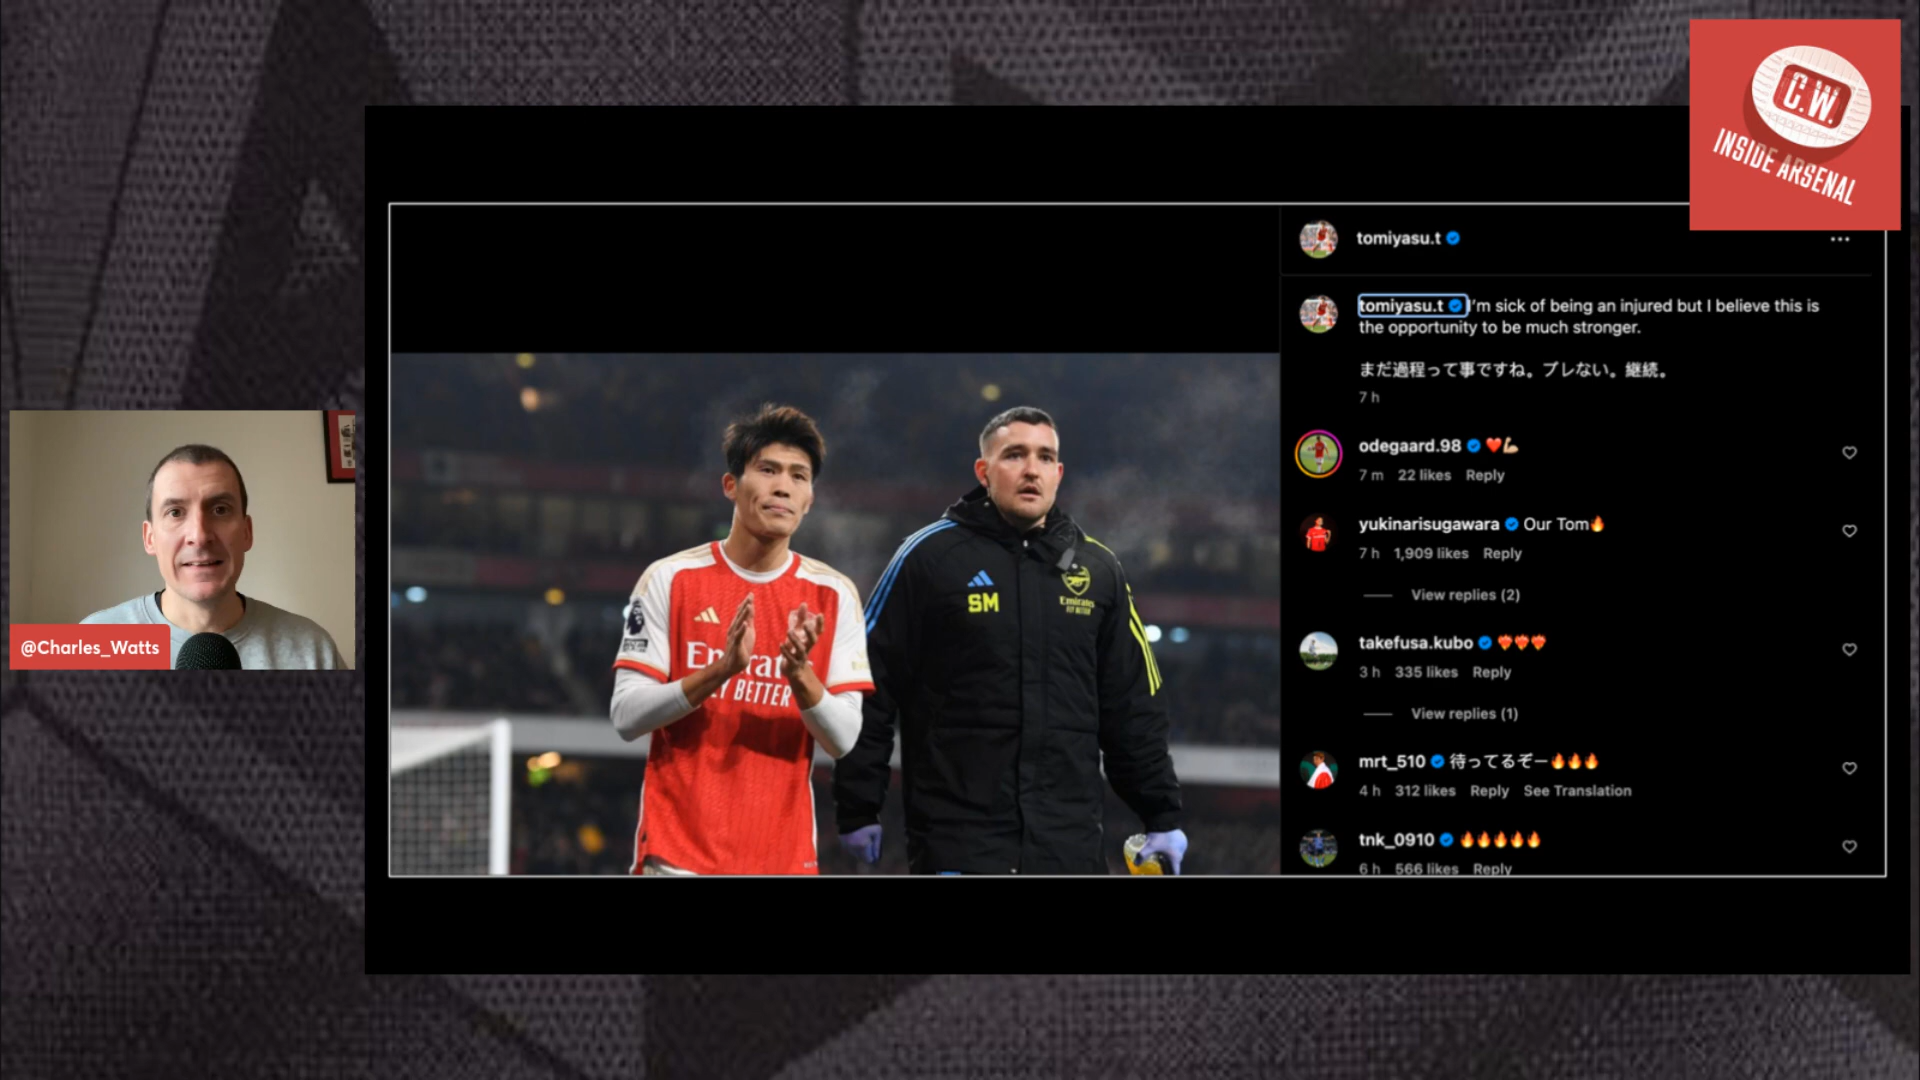 C.W.
INSIDE ARSENAL
tomiyasu.t
tomiyasu.t I'm sick of being an injured but I believe this is
the opportunity to be much stronger.
まだ過程って事ですね。ブレない。継続。
7 h
odegaard.98 ❤️💪
7 m 22 likes Reply
yukinarisugawara Our Tom🔥
7 h 1,909 likes Reply
View replies (2)
takefusa.kubo ❤️‍🔥❤️‍🔥❤️‍🔥
3 h 335 likes Reply
View replies (1)
mrt_510 待ってるぞー🔥🔥🔥
4 h 312 likes Reply See Translation
tnk_0910 🔥🔥🔥🔥🔥
6 h 566 likes Reply
SM
Emirates
FLY BETTER
Emirat
Y BETTER
@Charles_Watts